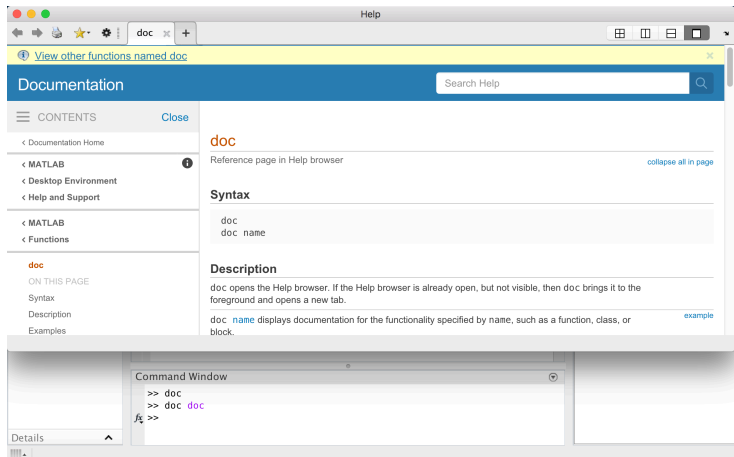 Help
doc
View other functions named doc
Documentation
Search Help
CONTENTS
Close
< Documentation Home
< MATLAB
< Desktop Environment
< Help and Support
< MATLAB
< Functions
doc
ON THIS PAGE
Syntax
Description
Examples
doc
Reference page in Help browser
collapse all in page
Syntax
doc
doc name
Description
doc opens the Help browser. If the Help browser is already open, but not visible, then doc brings it to the
foreground and opens a new tab.
doc name displays documentation for the functionality specified by name, such as a function, class, or
block.
example
Command Window
>> doc
>> doc doc
fx >>
Details